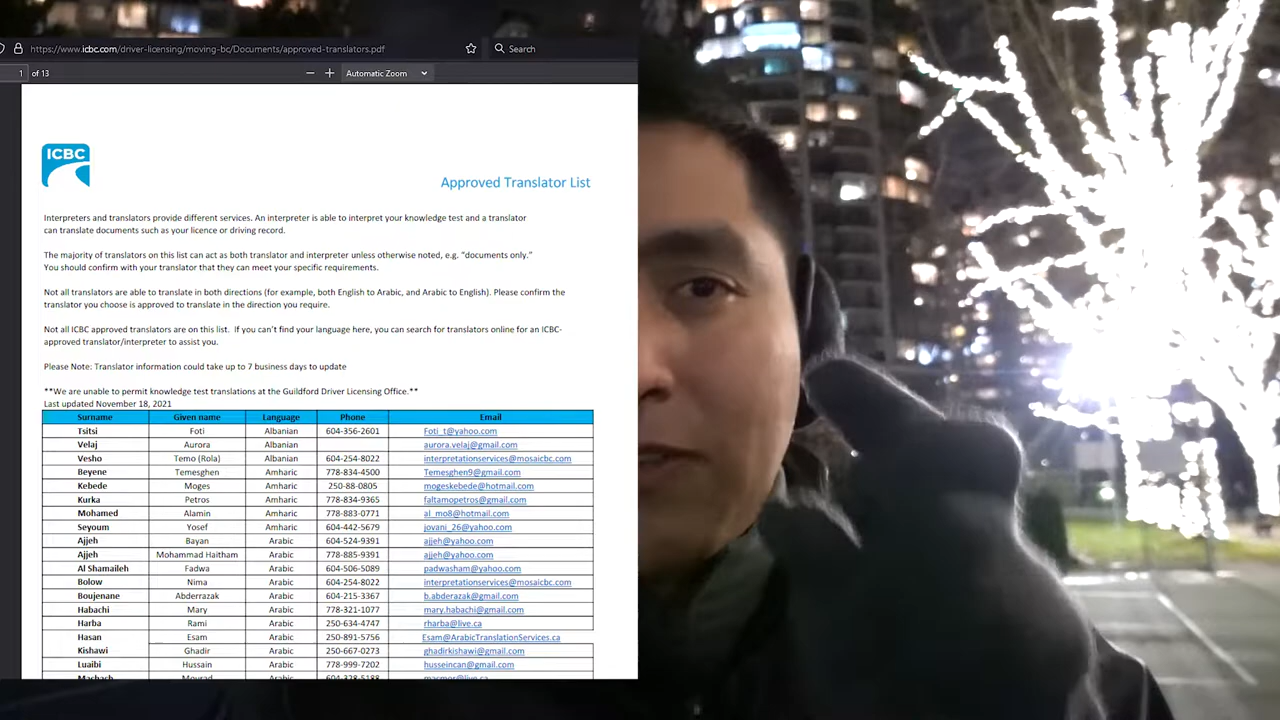 https://www.icbc.com/driver-licensing/moving-bc/Documents/approved-translators.pdf
Search
1 of 13
Automatic Zoom
ICBC
Approved Translator List
Interpreters and translators provide different services. An interpreter is able to interpret your knowledge test and a translator
can translate documents such as your licence or driving record.
The majority of translators on this list can act as both translator and interpreter unless otherwise noted, e.g. “documents only.”
You should confirm with your translator that they can meet your specific requirements.
Not all translators are able to translate in both directions (for example, both English to Arabic, and Arabic to English). Please confirm the
translator you choose is approved to translate in the direction you require.
Not all ICBC approved translators are on this list. If you can’t find your language here, you can search for translators online for an ICBC-
approved translator/interpreter to assist you.
Please Note: Translator information could take up to 7 business days to update
**We are unable to permit knowledge test translations at the Guildford Driver Licensing Office.**
Last updated November 18, 2021
Surname Given name Language Phone Email
Tsitsi Foti Albanian 604-356-2601 Foti_t@yahoo.com
Velaj Aurora Albanian aurora.velaj@gmail.com
Vesho Temo (Rola) Albanian 604-254-8022 interpretationservices@mosaicbc.com
Beyene Temesghen Amharic 778-834-4500 Temesghen9@gmail.com
Kebede Moges Amharic 250-88-0805 mogeskebede@hotmail.com
Kurka Petros Amharic 778-834-9365 faltamopetros@gmail.com
Mohamed Alamin Amharic 778-883-0771 al_mo8@hotmail.com
Seyoum Yosef Amharic 604-442-5679 jovani_26@yahoo.com
Ajjeh Bayan Arabic 604-524-9391 ajjeh@yahoo.com
Ajjeh Mohammad Haitham Arabic 778-885-9391 ajjeh@yahoo.com
Al Shamaileh Fadwa Arabic 604-506-5089 padwasham@yahoo.com
Bolow Nima Arabic 604-254-8022 interpretationservices@mosaicbc.com
Boujenane Abderrazak Arabic 604-215-3367 b.abderazak@gmail.com
Habachi Mary Arabic 778-321-1077 mary.habachi@gmail.com
Harba Rami Arabic 250-634-4747 rharba@live.ca
Hasan Esam Arabic 250-891-5756 Esam@ArabicTranslationServices.ca
Kishawi Ghadir Arabic 250-667-0273 ghadirkishawi@gmail.com
Luaibi Hussain Arabic 778-999-7202 husseincan@gmail.com
Arabic